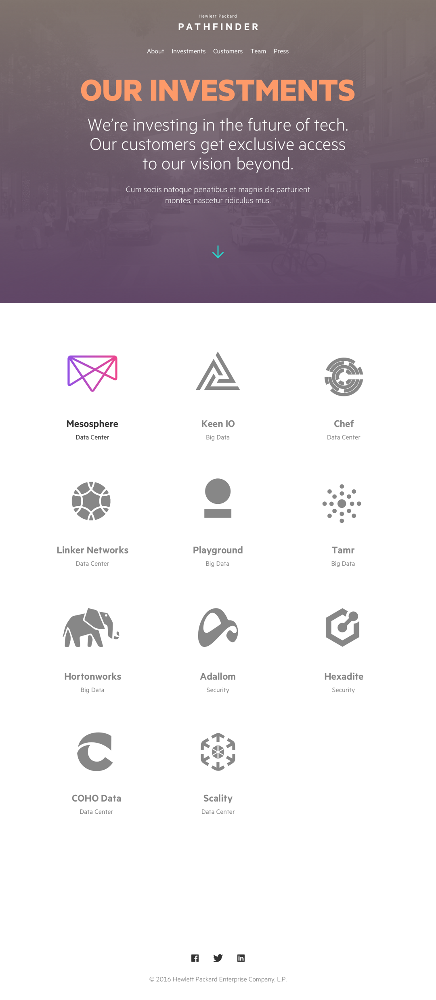 Hewlett Packard
PATHFINDER
About Investments Customers Team Press
OUR INVESTMENTS
We’re investing in the future of tech.
Our customers get exclusive access
to our vision beyond.
SINCE
Cum sociis natoque penatibus et magnis dis parturient
montes, nascetur ridiculus mus.
Mesosphere
Data Center
Keen IO
Big Data
Chef
Data Center
Linker Networks
Data Center
Playground
Big Data
Tamr
Big Data
Hortonworks
Big Data
Adallom
Security
Hexadite
Security
COHO Data
Data Center
Scality
Data Center
© 2016 Hewlett Packard Enterprise Company, L.P.